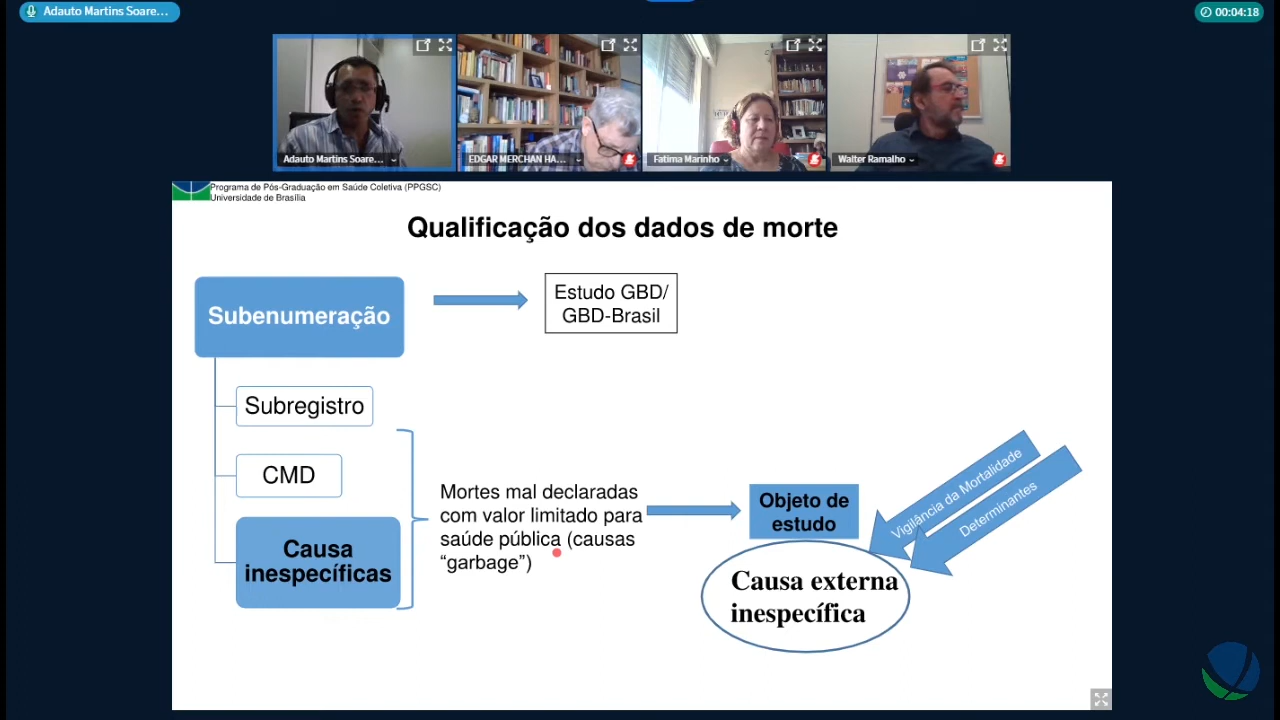 Adauto Martins Soare...
00:04:18
Adauto Martins Soare...
EDGAR MERCHAN HA...
Fatima Marinho
Walter Ramalho
Programa de Pós-Graduação em Saúde Coletiva (PPGSC)
Universidade de Brasília
Qualificação dos dados de morte
Subenumeração
Estudo GBD/
GBD-Brasil
Subregistro
CMD
Causa
inespecíficas
Mortes mal declaradas
com valor limitado para
saúde pública (causas
“garbage”)
Objeto de
estudo
Causa externa
inespecífica
Vigilância da Mortalidade
Determinantes